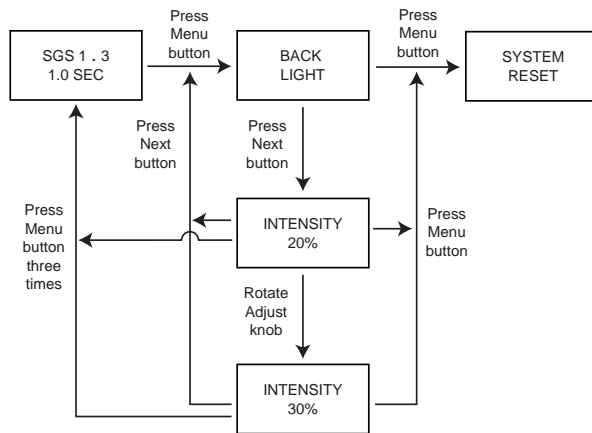 Press
Menu
button
Press
Menu
button
SGS 1 . 3
1.0 SEC
BACK
LIGHT
SYSTEM
RESET
Press
Next
button
Press
Next
button
Press
Menu
button
three
times
INTENSITY
20%
Press
Menu
button
Rotate
Adjust
knob
INTENSITY
30%